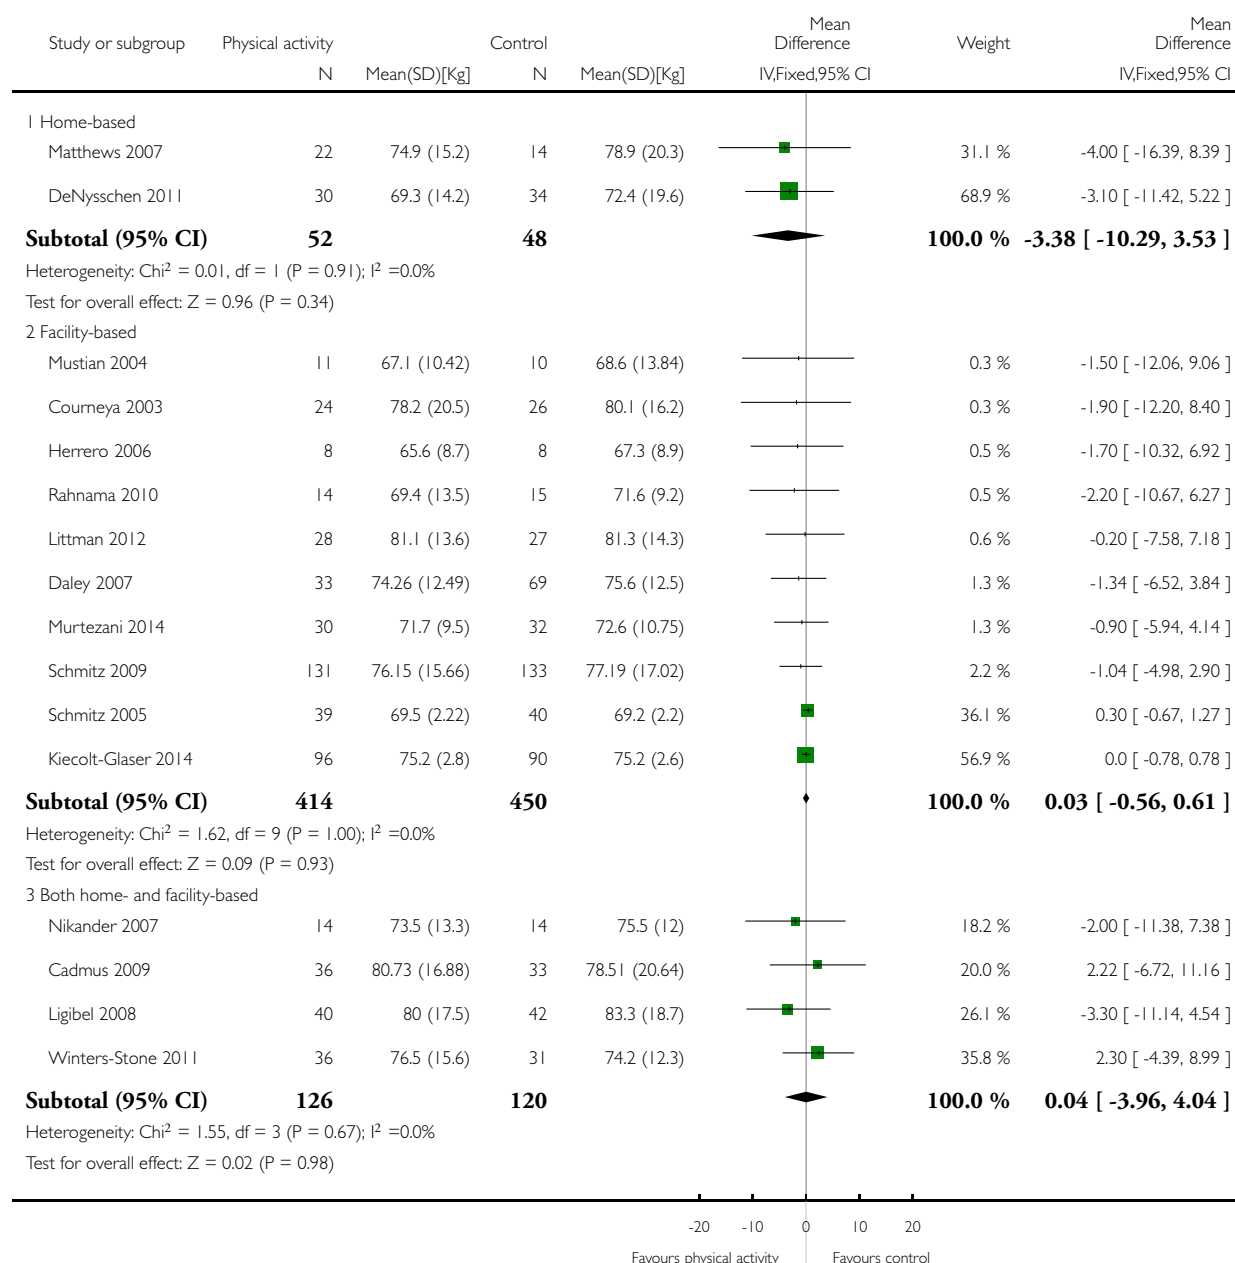 Mean Mean
Study or subgroup Physical activity Control Difference Weight Difference
N Mean(SD)[Kg] N Mean(SD)[Kg] IV,Fixed,95% CI IV,Fixed,95% CI
1 Home-based
Matthews 2007 22 74.9 (15.2) 14 78.9 (20.3) 31.1 % -4.00 [ -16.39, 8.39 ]
DeNysschen 2011 30 69.3 (14.2) 34 72.4 (19.6) 68.9 % -3.10 [ -11.42, 5.22 ]
Subtotal (95% CI) 52 48 100.0 % -3.38 [ -10.29, 3.53 ]
Heterogeneity: Chi² = 0.01, df = 1 (P = 0.91); I² =0.0%
Test for overall effect: Z = 0.96 (P = 0.34)
2 Facility-based
Mustian 2004 11 67.1 (10.42) 10 68.6 (13.84) 0.3 % -1.50 [ -12.06, 9.06 ]
Courneya 2003 24 78.2 (20.5) 26 80.1 (16.2) 0.3 % -1.90 [ -12.20, 8.40 ]
Herrero 2006 8 65.6 (8.7) 8 67.3 (8.9) 0.5 % -1.70 [ -10.32, 6.92 ]
Rahnama 2010 14 69.4 (13.5) 15 71.6 (9.2) 0.5 % -2.20 [ -10.67, 6.27 ]
Littman 2012 28 81.1 (13.6) 27 81.3 (14.3) 0.6 % -0.20 [ -7.58, 7.18 ]
Daley 2007 33 74.26 (12.49) 69 75.6 (12.5) 1.3 % -1.34 [ -6.52, 3.84 ]
Murtezani 2014 30 71.7 (9.5) 32 72.6 (10.75) 1.3 % -0.90 [ -5.94, 4.14 ]
Schmitz 2009 131 76.15 (15.66) 133 77.19 (17.02) 2.2 % -1.04 [ -4.98, 2.90 ]
Schmitz 2005 39 69.5 (2.22) 40 69.2 (2.2) 36.1 % 0.30 [ -0.67, 1.27 ]
Kiecolt-Glaser 2014 96 75.2 (2.8) 90 75.2 (2.6) 56.9 % 0.0 [ -0.78, 0.78 ]
Subtotal (95% CI) 414 450 100.0 % 0.03 [ -0.56, 0.61 ]
Heterogeneity: Chi² = 1.62, df = 9 (P = 1.00); I² =0.0%
Test for overall effect: Z = 0.09 (P = 0.93)
3 Both home- and facility-based
Nikander 2007 14 73.5 (13.3) 14 75.5 (12) 18.2 % -2.00 [ -11.38, 7.38 ]
Cadmus 2009 36 80.73 (16.88) 33 78.51 (20.64) 20.0 % 2.22 [ -6.72, 11.16 ]
Ligibel 2008 40 80 (17.5) 42 83.3 (18.7) 26.1 % -3.30 [ -11.14, 4.54 ]
Winters-Stone 2011 36 76.5 (15.6) 31 74.2 (12.3) 35.8 % 2.30 [ -4.39, 8.99 ]
Subtotal (95% CI) 126 120 100.0 % 0.04 [ -3.96, 4.04 ]
Heterogeneity: Chi² = 1.55, df = 3 (P = 0.67); I² =0.0%
Test for overall effect: Z = 0.02 (P = 0.98)
-20 -10 0 10 20
Favours physical activity Favours control